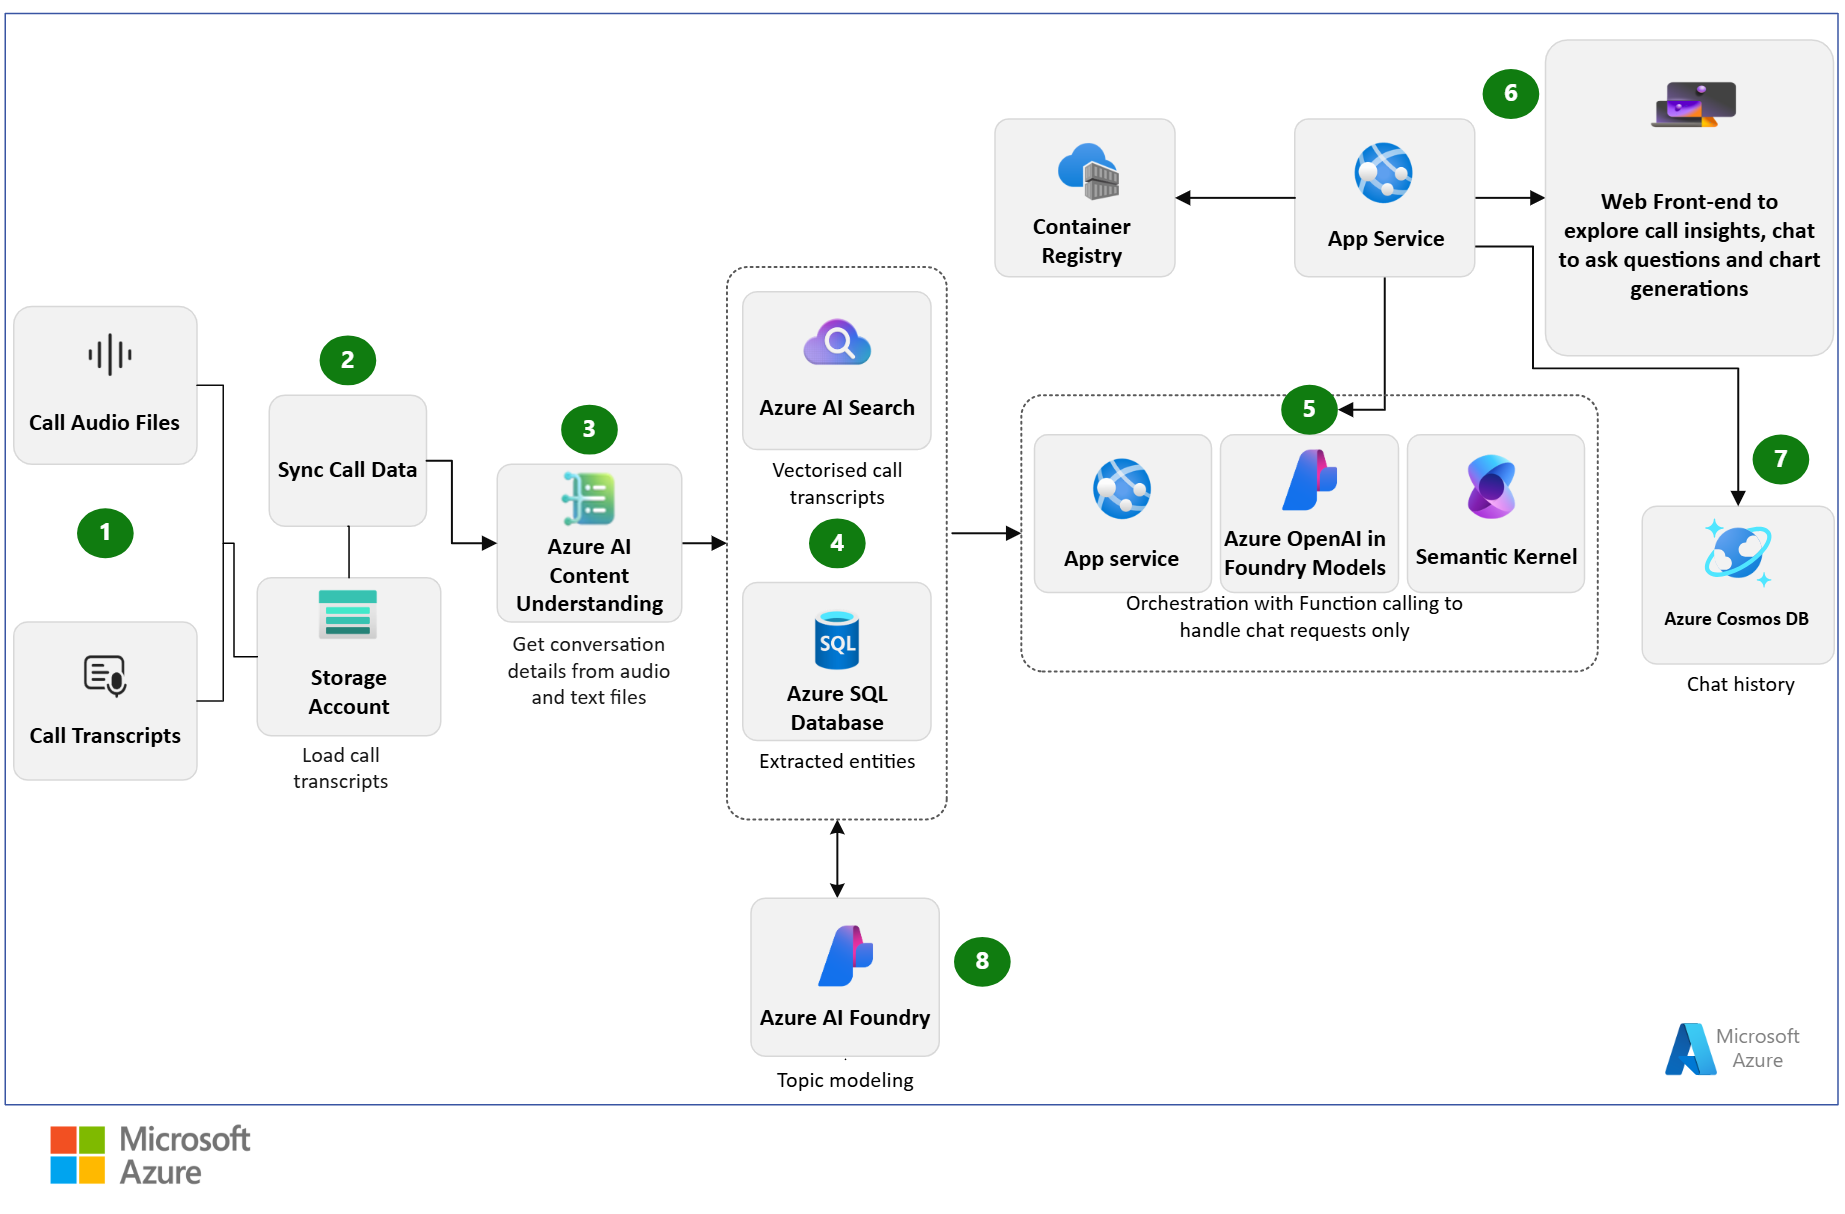 Call Audio Files
1
Call Transcripts
2
Sync Call Data
Storage
Account
Load call
transcripts
3
Azure AI
Content
Understanding
Get conversation
details from audio
and text files
Azure AI Search
Vectorised call
transcripts
4
SQL
Azure SQL
Database
Extracted entities
Azure AI Foundry
8
Topic modeling
Container
Registry
App Service
6
Web Front-end to
explore call insights, chat
to ask questions and chart
generations
5
App service
Azure OpenAI in
Foundry Models
Semantic Kernel
Orchestration with Function calling to
handle chat requests only
7
Azure Cosmos DB
Chat history
Microsoft
Azure
Microsoft
Azure